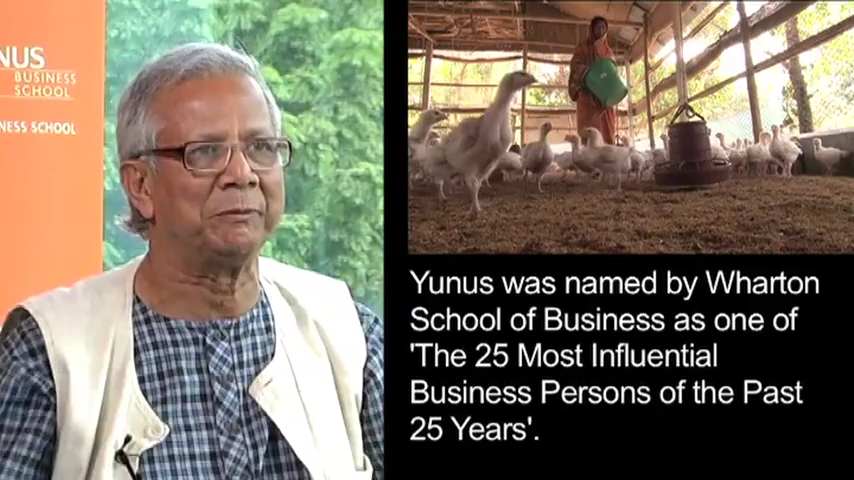 NUS
BUSINESS
SCHOOL
NESS SCHOOL
Yunus was named by Wharton
School of Business as one of
'The 25 Most Influential
Business Persons of the Past
25 Years'.